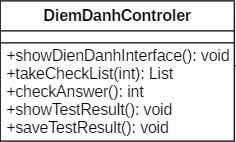 DiemDanhControler
+showDienDanhInterface(): void
+takeCheckList(int): List
+checkAnswer(): int
+showTestResult(): void
+saveTestResult(): void